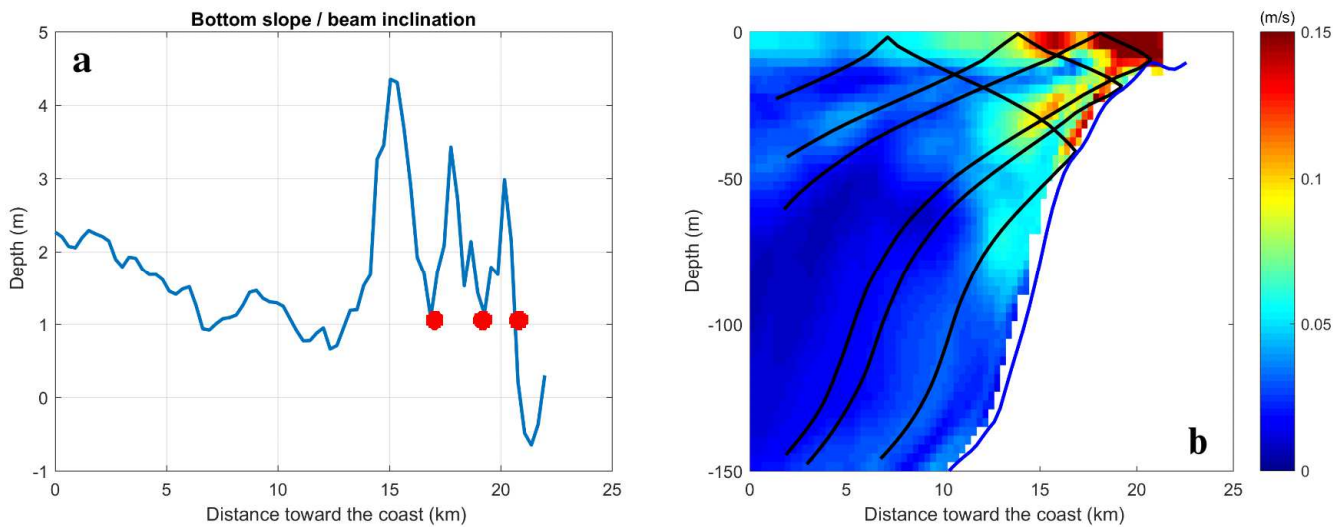 Bottom slope / beam inclination
a
Depth (m)
5
4
3
2
1
0
-1
0 5 10 15 20 25
Distance toward the coast (km)
b
Depth (m)
0
-50
-100
-150
0 5 10 15 20 25
Distance toward the coast (km)
(m/s)
0.15
0.1
0.05
0